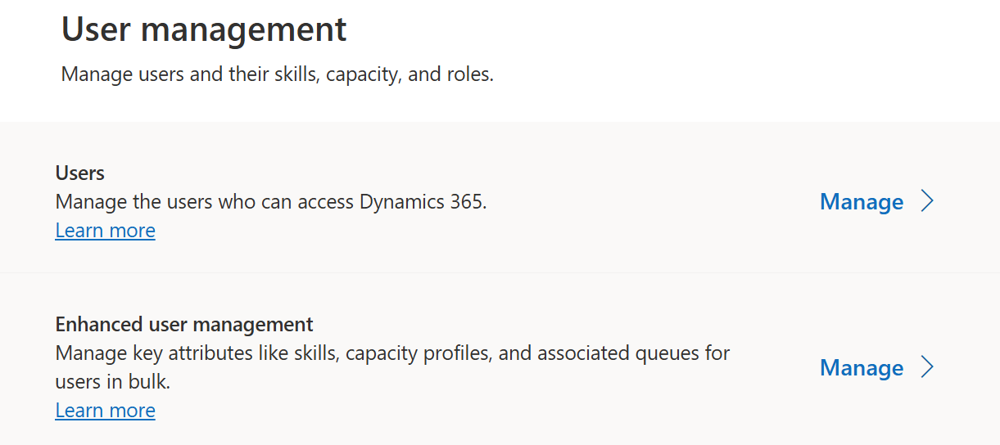 User management
Manage users and their skills, capacity, and roles.
Users
Manage the users who can access Dynamics 365.
Learn more
Manage
Enhanced user management
Manage key attributes like skills, capacity profiles, and associated queues for
users in bulk.
Learn more
Manage